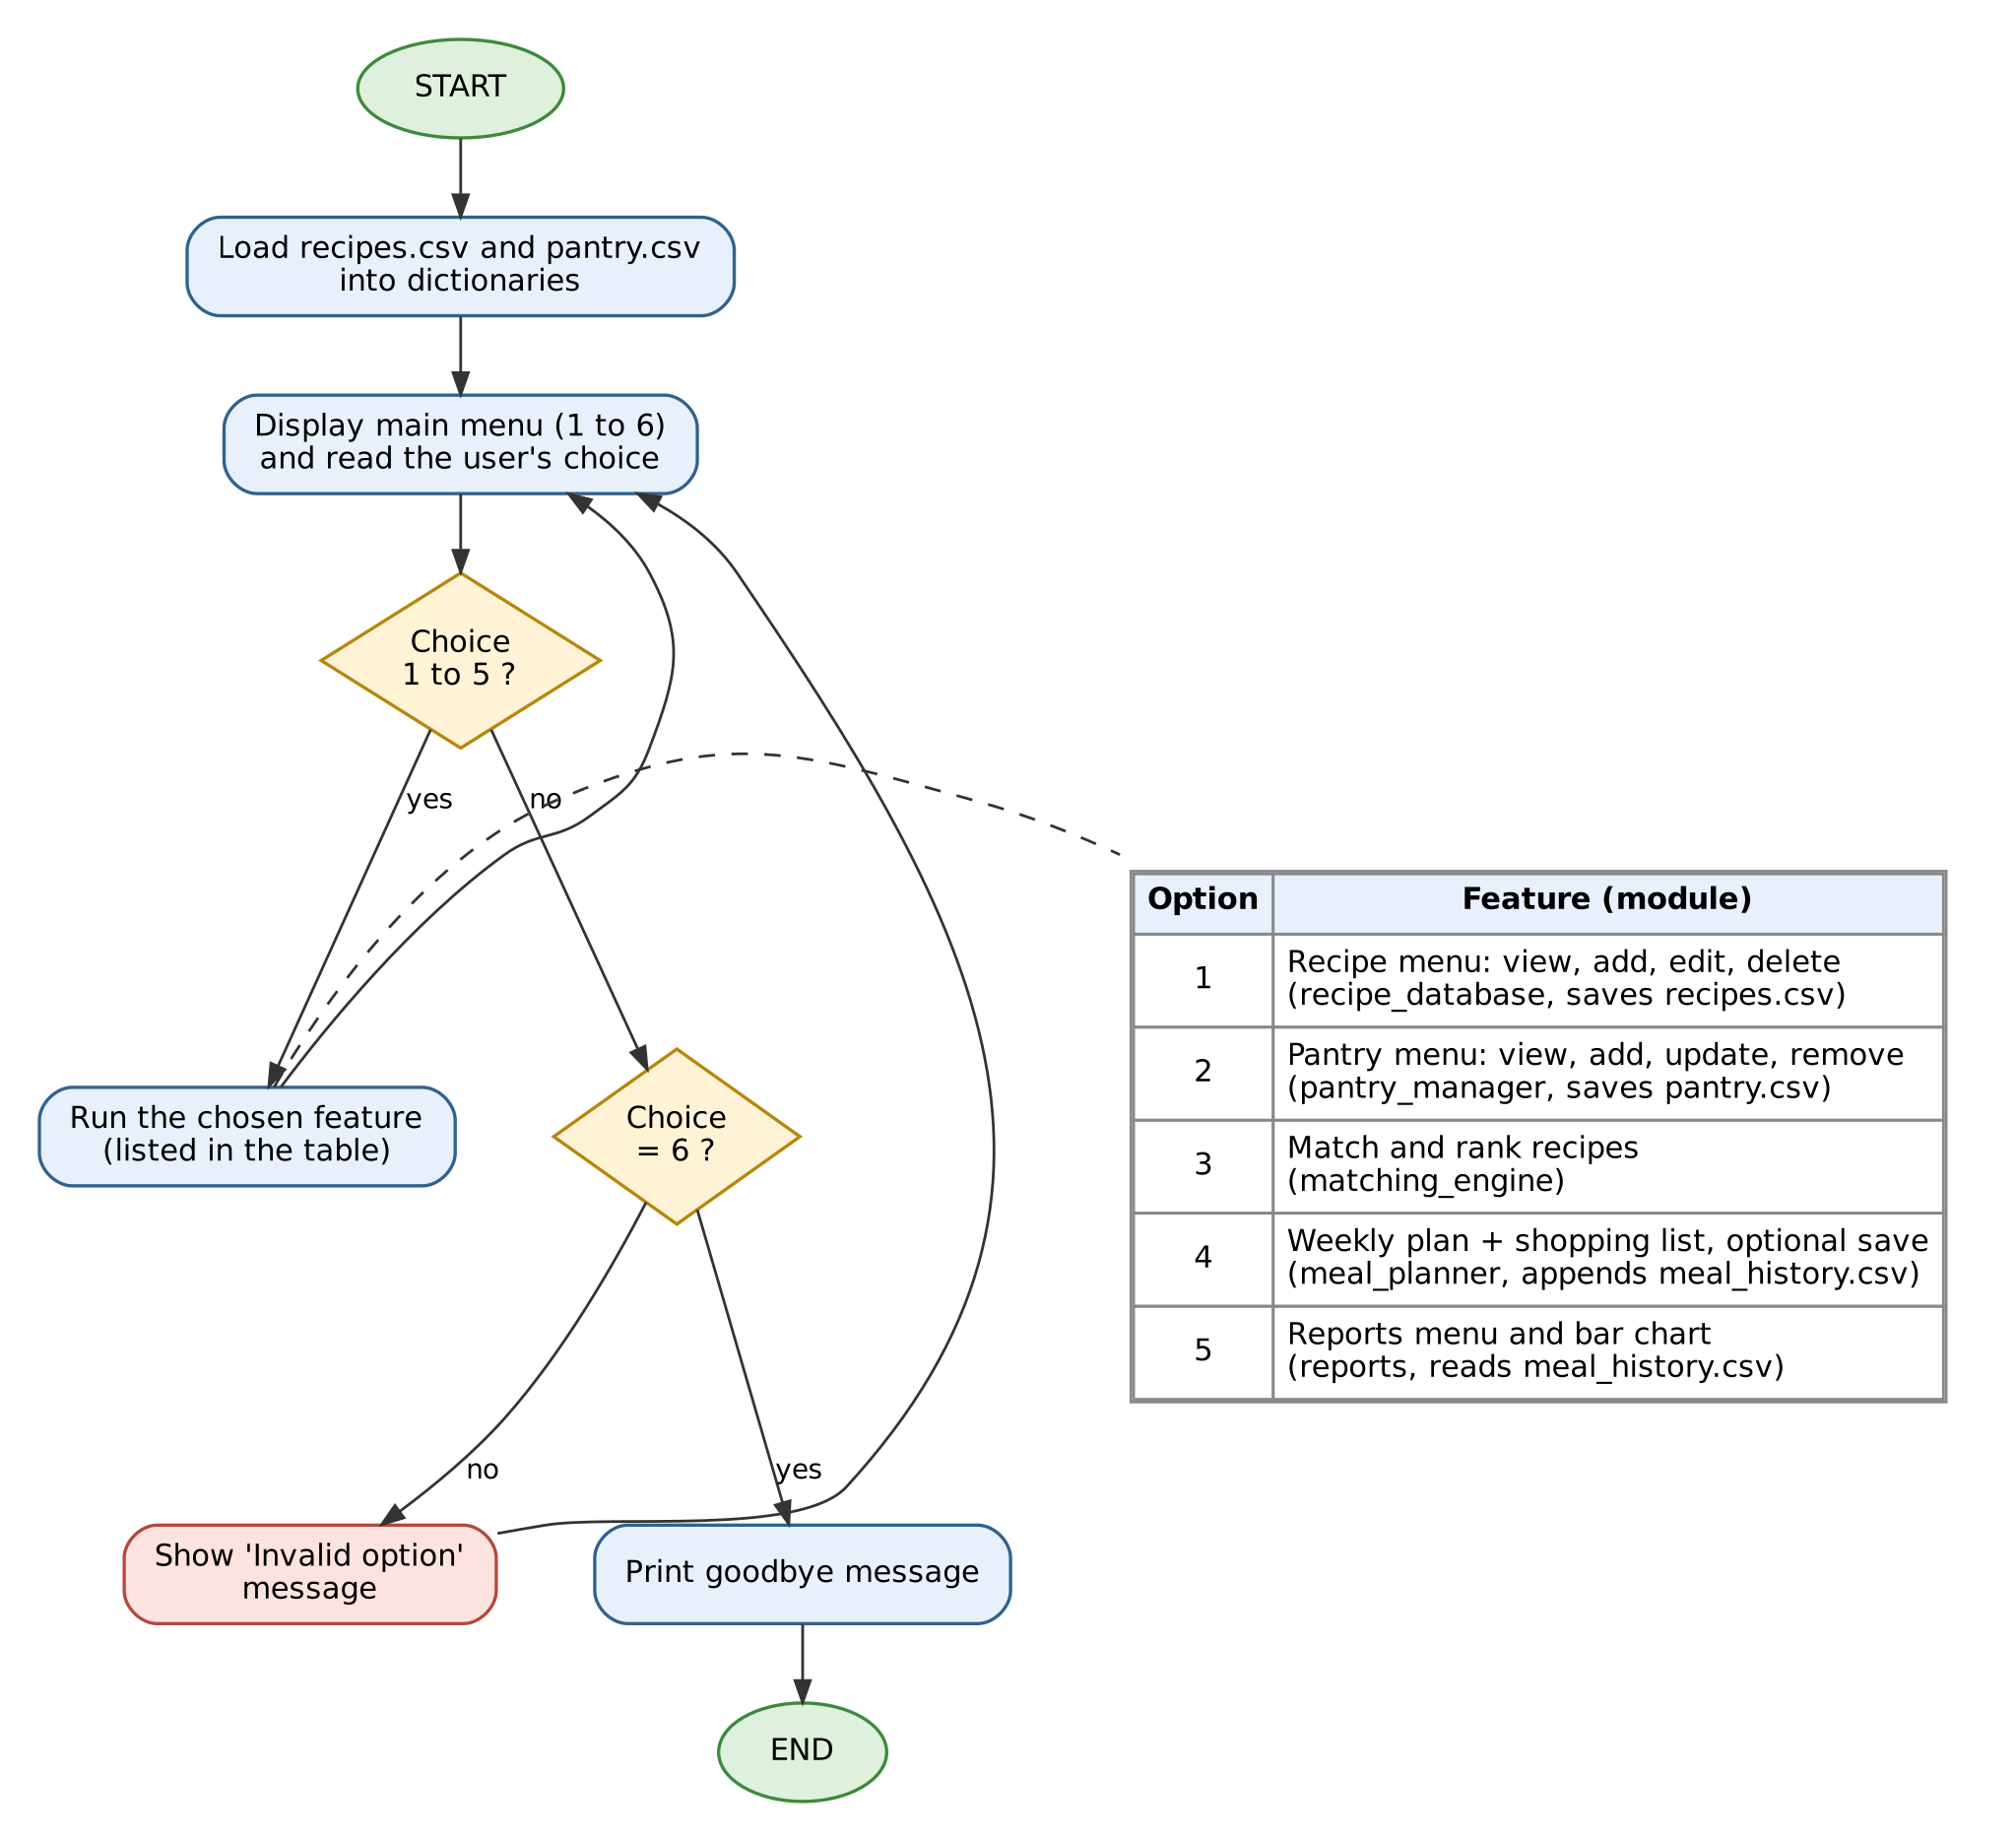 START
Load recipes.csv and pantry.csv
into dictionaries
Display main menu (1 to 6)
and read the user's choice
Choice
1 to 5 ?
yes
no
Run the chosen feature
(listed in the table)
Choice
= 6 ?
no
yes
Show 'Invalid option'
message
Print goodbye message
END
Option
Feature (module)
1
Recipe menu: view, add, edit, delete
(recipe_database, saves recipes.csv)
2
Pantry menu: view, add, update, remove
(pantry_manager, saves pantry.csv)
3
Match and rank recipes
(matching_engine)
4
Weekly plan + shopping list, optional save
(meal_planner, appends meal_history.csv)
5
Reports menu and bar chart
(reports, reads meal_history.csv)